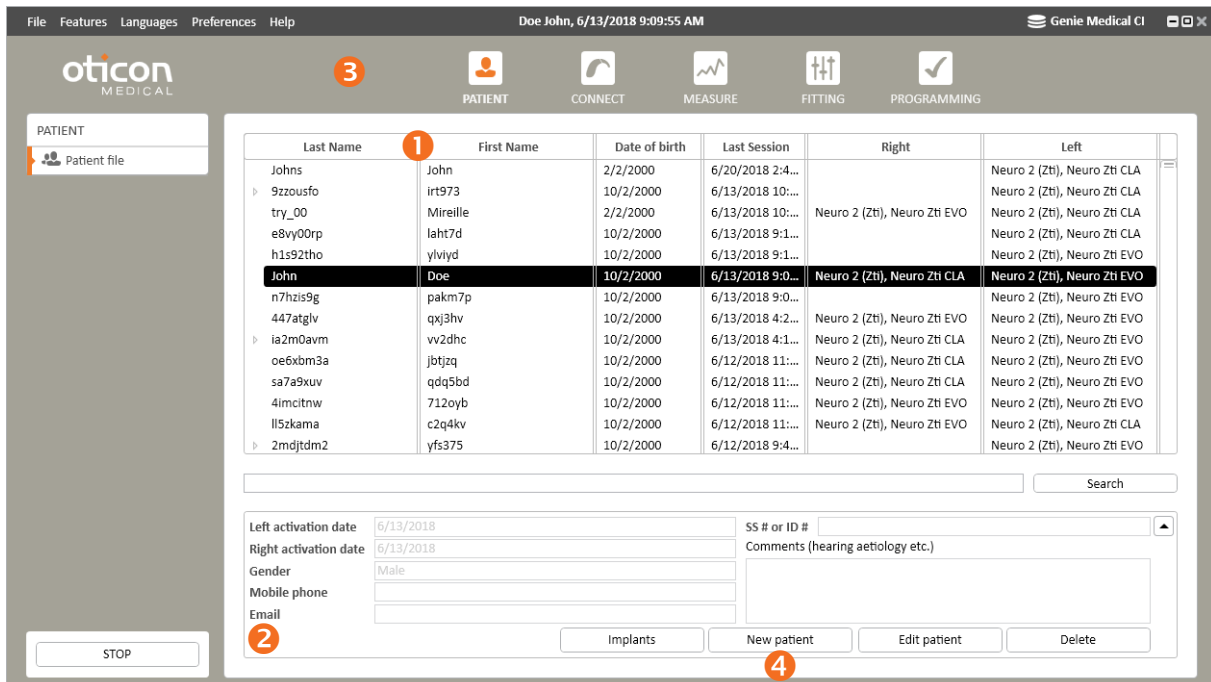 File Features Languages Preferences Help Doe John, 6/13/2018 9:09:55 AM Genie Medical CI
oticon
MEDICAL
3
PATIENT CONNECT MEASURE FITTING PROGRAMMING
PATIENT
Patient file
1
Last Name First Name Date of birth Last Session Right Left
Johns John 2/2/2000 6/20/2018 2:4... Neuro 2 (Zti), Neuro Zti CLA
9zzousfo irt973 10/2/2000 6/13/2018 10:... Neuro 2 (Zti), Neuro Zti CLA
try_00 Mireille 2/2/2000 6/13/2018 10:... Neuro 2 (Zti), Neuro Zti EVO Neuro 2 (Zti), Neuro Zti CLA
e8vy00rp laht7d 10/2/2000 6/13/2018 9:1... Neuro 2 (Zti), Neuro Zti CLA
h1s92tho ylviyd 10/2/2000 6/13/2018 9:1... Neuro 2 (Zti), Neuro Zti EVO
John Doe 10/2/2000 6/13/2018 9:0... Neuro 2 (Zti), Neuro Zti CLA Neuro 2 (Zti), Neuro Zti EVO
n7hzis9g pakm7p 10/2/2000 6/13/2018 9:0... Neuro 2 (Zti), Neuro Zti EVO
447atglv qxj3hv 10/2/2000 6/13/2018 4:2... Neuro 2 (Zti), Neuro Zti EVO Neuro 2 (Zti), Neuro Zti EVO
ia2m0avm vv2dhc 10/2/2000 6/13/2018 4:1... Neuro 2 (Zti), Neuro Zti CLA Neuro 2 (Zti), Neuro Zti EVO
oe6xbm3a jbtjzq 10/2/2000 6/12/2018 11:... Neuro 2 (Zti), Neuro Zti CLA Neuro 2 (Zti), Neuro Zti EVO
sa7a9xuv qdq5bd 10/2/2000 6/12/2018 11:... Neuro 2 (Zti), Neuro Zti CLA Neuro 2 (Zti), Neuro Zti EVO
4imcitnw 712oyb 10/2/2000 6/12/2018 11:... Neuro 2 (Zti), Neuro Zti EVO Neuro 2 (Zti), Neuro Zti EVO
ll5zkama c2q4kv 10/2/2000 6/12/2018 11:... Neuro 2 (Zti), Neuro Zti EVO Neuro 2 (Zti), Neuro Zti CLA
2mdjtdm2 yfs375 10/2/2000 6/12/2018 9:4... Neuro 2 (Zti), Neuro Zti EVO
Search
Left activation date 6/13/2018 SS # or ID #
Right activation date 6/13/2018 Comments (hearing aetiology etc.)
Gender Male
Mobile phone
Email
2
Implants New patient Edit patient Delete
STOP
4